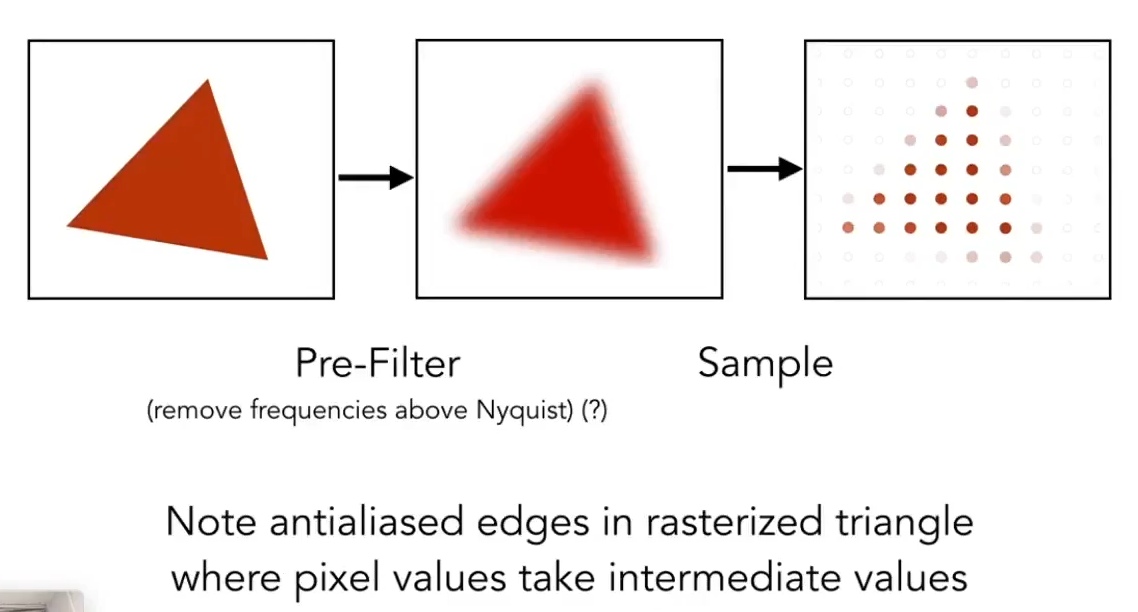 Pre-Filter
Sample
(remove frequencies above Nyquist) (?)
Note antialiased edges in rasterized triangle
where pixel values take intermediate values